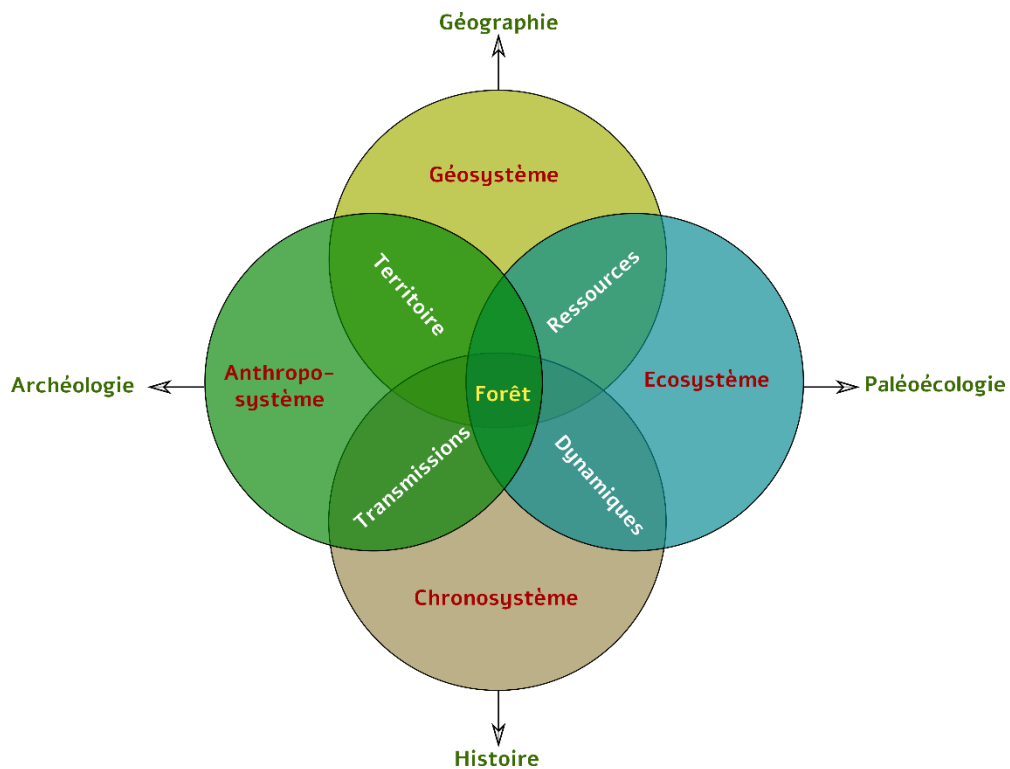 Géographie
Géosystème
Territoire
Ressources
Archéologie
Anthropo-
système
Forêt
Ecosystème
Paléoécologie
Transmissions
Dynamiques
Chronosystème
Histoire